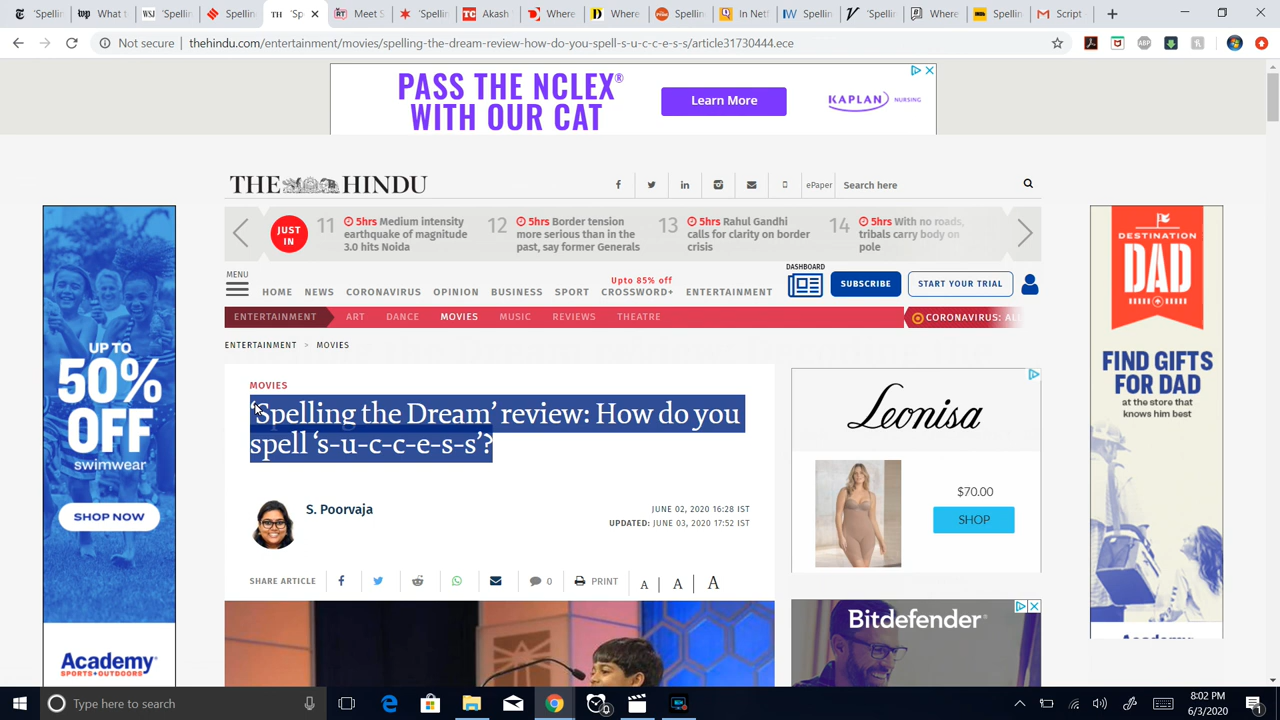 'Spellin
What t
Spellin
'Spe
Where
Be Me
'Spellin
Akash
Where
Where
Spellin
In Netf
Spellin
'Spellin
Where
Spellin
Script
Not secure
thehindu.com/entertainment/movies/spelling-the-dream-how-do-you-spell-s-u-c-c-e-s-s/article31730444.ece
PASS THE NCLEX®
WITH OUR CAT
Learn More
KAPLAN NURSING
THE HINDU
ePaper
Search here
JUST
IN
11 5hrs Medium intensity
earthquake of magnitude
3.0 hits Noida
12 5hrs Border tension
more serious than in the
past, say former Generals
13 5hrs Rahul Gandhi
calls for clarity on border
crisis
14 5hrs With no roads,
tribals carry body on
pole
MENU
HOME NEWS CORONAVIRUS OPINION BUSINESS SPORT
Upto 85% off
CROSSWORD+ ENTERTAINMENT
DASHBOARD
SUBSCRIBE
START YOUR TRIAL
ENTERTAINMENT ART DANCE MOVIES MUSIC REVIEWS THEATRE
CORONAVIRUS: AL
ENTERTAINMENT > MOVIES
MOVIES
‘Spelling the Dream’ review: How do you
spell ‘s-u-c-c-e-s-s’?
S. Poorvaja
JUNE 02, 2020 16:28 IST
UPDATED: JUNE 03, 2020 17:52 IST
SHARE ARTICLE
0
PRINT
A A A
UP TO
50%
OFF
swimwear
SHOP NOW
Academy
SPORTS+OUTDOORS
Leonisa
$70.00
SHOP
Bitdefender
DESTINATION
DAD
FIND GIFTS
FOR DAD
at the store that
knows him best
Type here to search
8:02 PM
6/3/2020
1